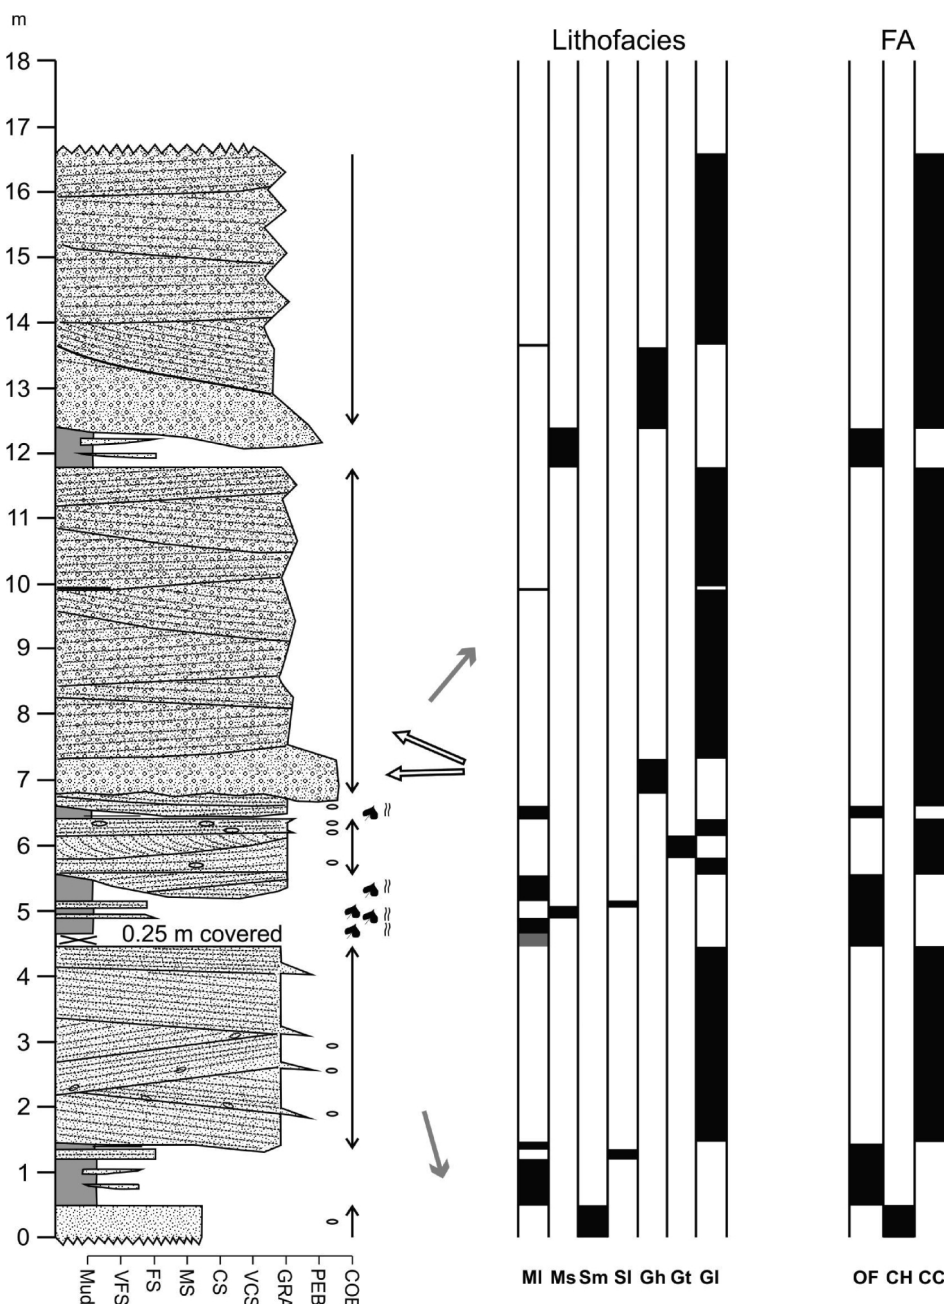 m
Lithofacies
FA
18
17
16
15
14
13
12
11
10
9
8
7
6
5
0.25 m covered
4
3
2
1
0
Mud
VFS
FS
MS
CS
VCS
GRA
PEB
COB
Ml Ms Sm Sl Gh Gt Gl
OF CH CC